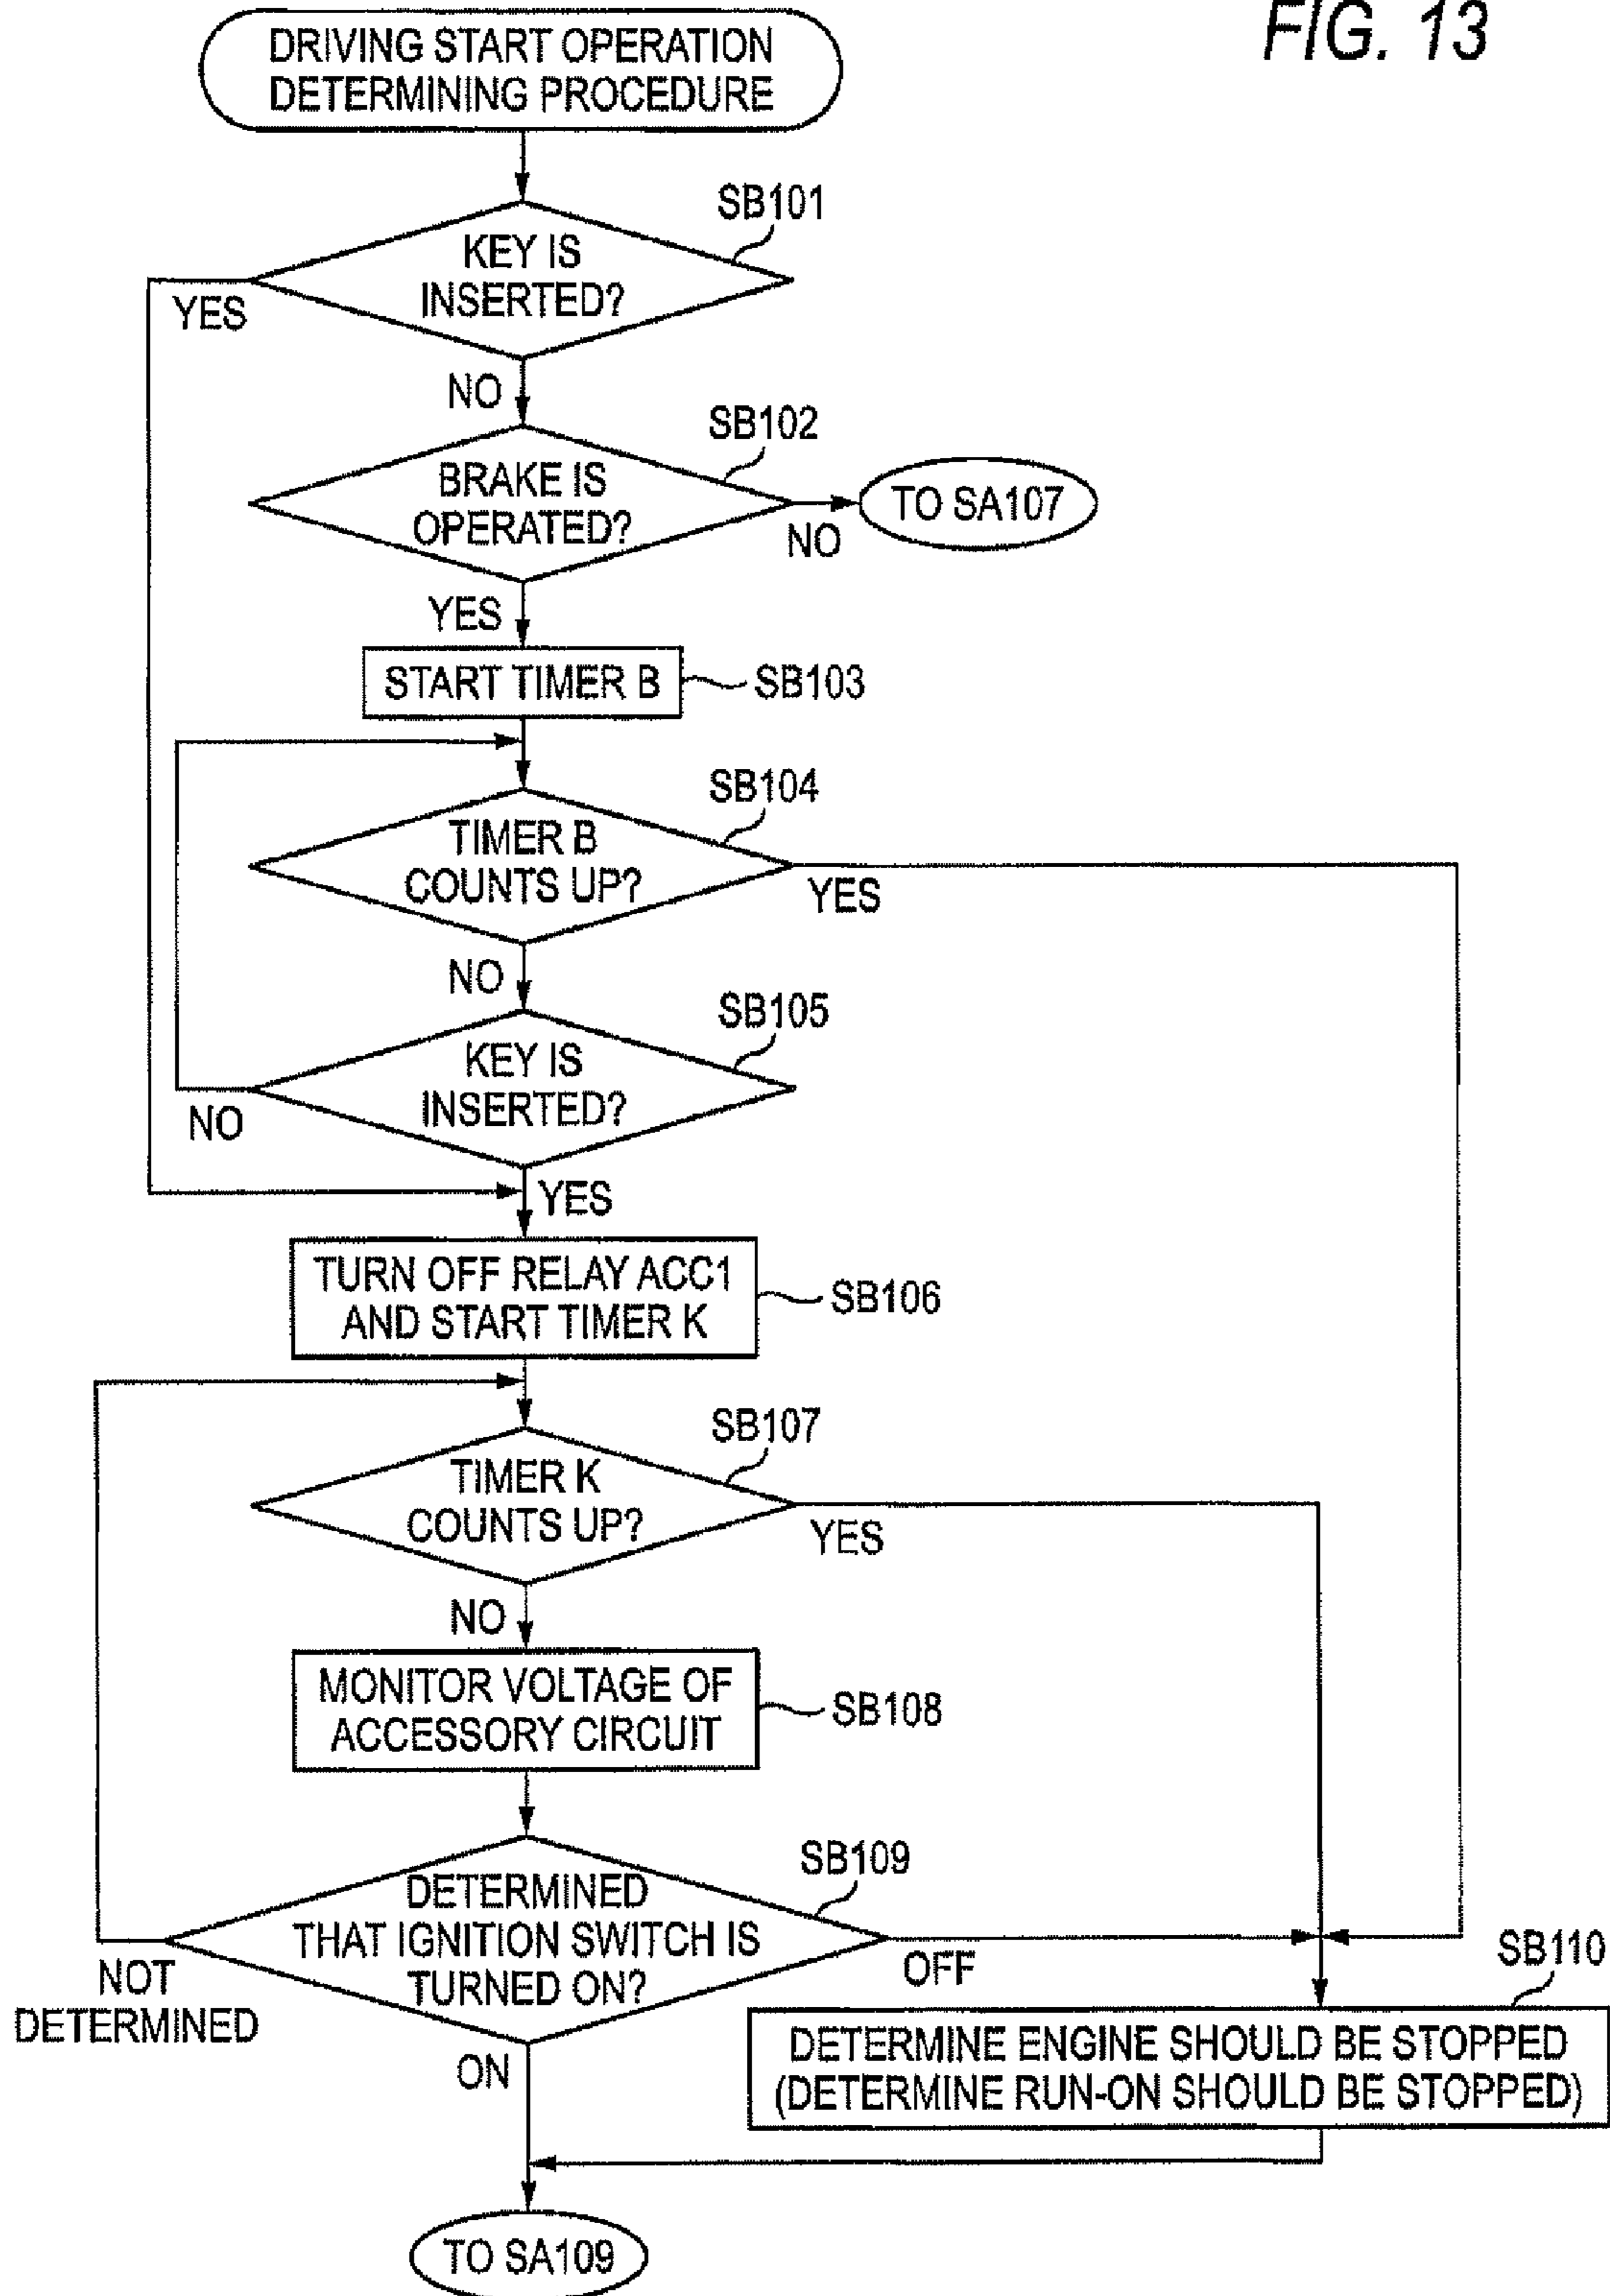 FIG. 13
DRIVING START OPERATION
DETERMINING PROCEDURE
SB101
KEY IS
INSERTED?
YES
NO
SB102
BRAKE IS
OPERATED?
TO SA107
NO
YES
START TIMER B
SB103
SB104
TIMER B
COUNTS UP?
YES
NO
SB105
KEY IS
INSERTED?
NO
YES
TURN OFF RELAY ACC1
AND START TIMER K
SB106
SB107
TIMER K
COUNTS UP?
YES
NO
MONITOR VOLTAGE OF
ACCESSORY CIRCUIT
SB108
SB109
DETERMINED
THAT IGNITION SWITCH IS
TURNED ON?
NOT
DETERMINED
OFF
ON
SB110
DETERMINE ENGINE SHOULD BE STOPPED
(DETERMINE RUN-ON SHOULD BE STOPPED)
TO SA109